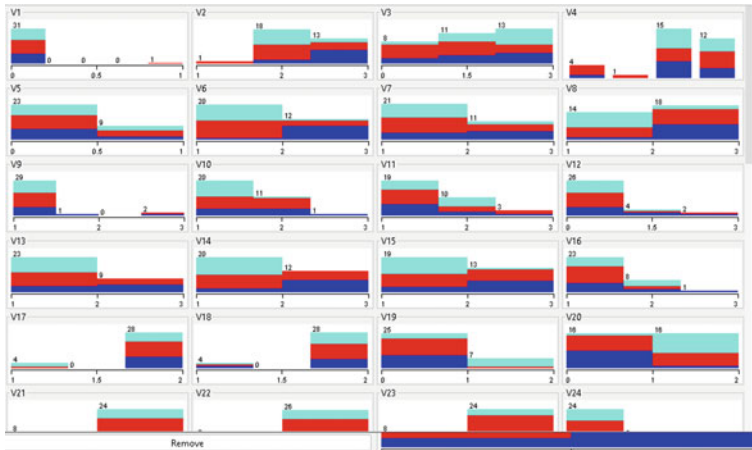 V1 V2 V3 V4
31 0 0 0 1 1 18 13 8 11 13 4 1 15 12
0 0.5 1 1 2 3 0 1.5 3
V5 V6 V7 V8
23 9 20 12 21 11 14 18
0 0.5 1 1 2 3 1 2 3 1 2 3
V9 V10 V11 V12
29 1 0 2 20 11 1 19 10 3 26 4 2
1 2 3 1 2 3 1 2 3 0 1.5 3
V13 V14 V15 V16
23 9 20 12 19 13 23 8 1
1 2 3 1 2 3 1 2 3 1 2 3
V17 V18 V19 V20
4 0 28 4 0 28 25 7 16 16
1 1.5 2 1 1.5 2 0 1 2 0 1 2
V21 V22 V23 V24
8 24 26 24 24
Remove